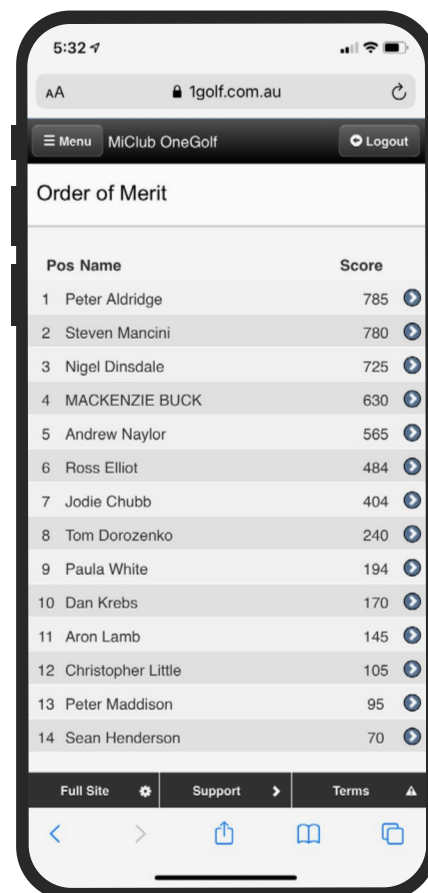 5:32
AA 1golf.com.au
Menu MiClub OneGolf Logout
Order of Merit
Pos Name Score
1 Peter Aldridge 785
2 Steven Mancini 780
3 Nigel Dinsdale 725
4 MACKENZIE BUCK 630
5 Andrew Naylor 565
6 Ross Elliot 484
7 Jodie Chubb 404
8 Tom Dorozenko 240
9 Paula White 194
10 Dan Krebs 170
11 Aron Lamb 145
12 Christopher Little 105
13 Peter Maddison 95
14 Sean Henderson 70
Full Site Support Terms